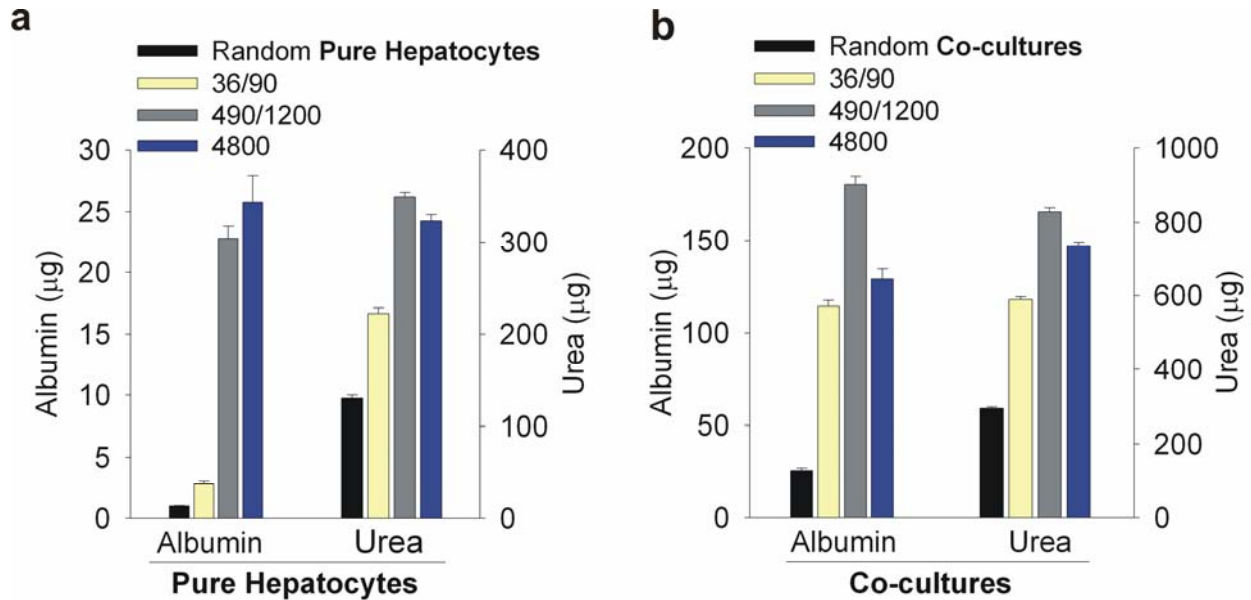 a
Random Pure Hepatocytes
36/90
490/1200
4800
30
25
20
15
10
5
0
Albumin (μg)
400
300
200
100
0
Urea (μg)
Albumin
Urea
Pure Hepatocytes
b
Random Co-cultures
36/90
490/1200
4800
200
150
100
50
0
Albumin (μg)
1000
800
600
400
200
0
Urea (μg)
Albumin
Urea
Co-cultures